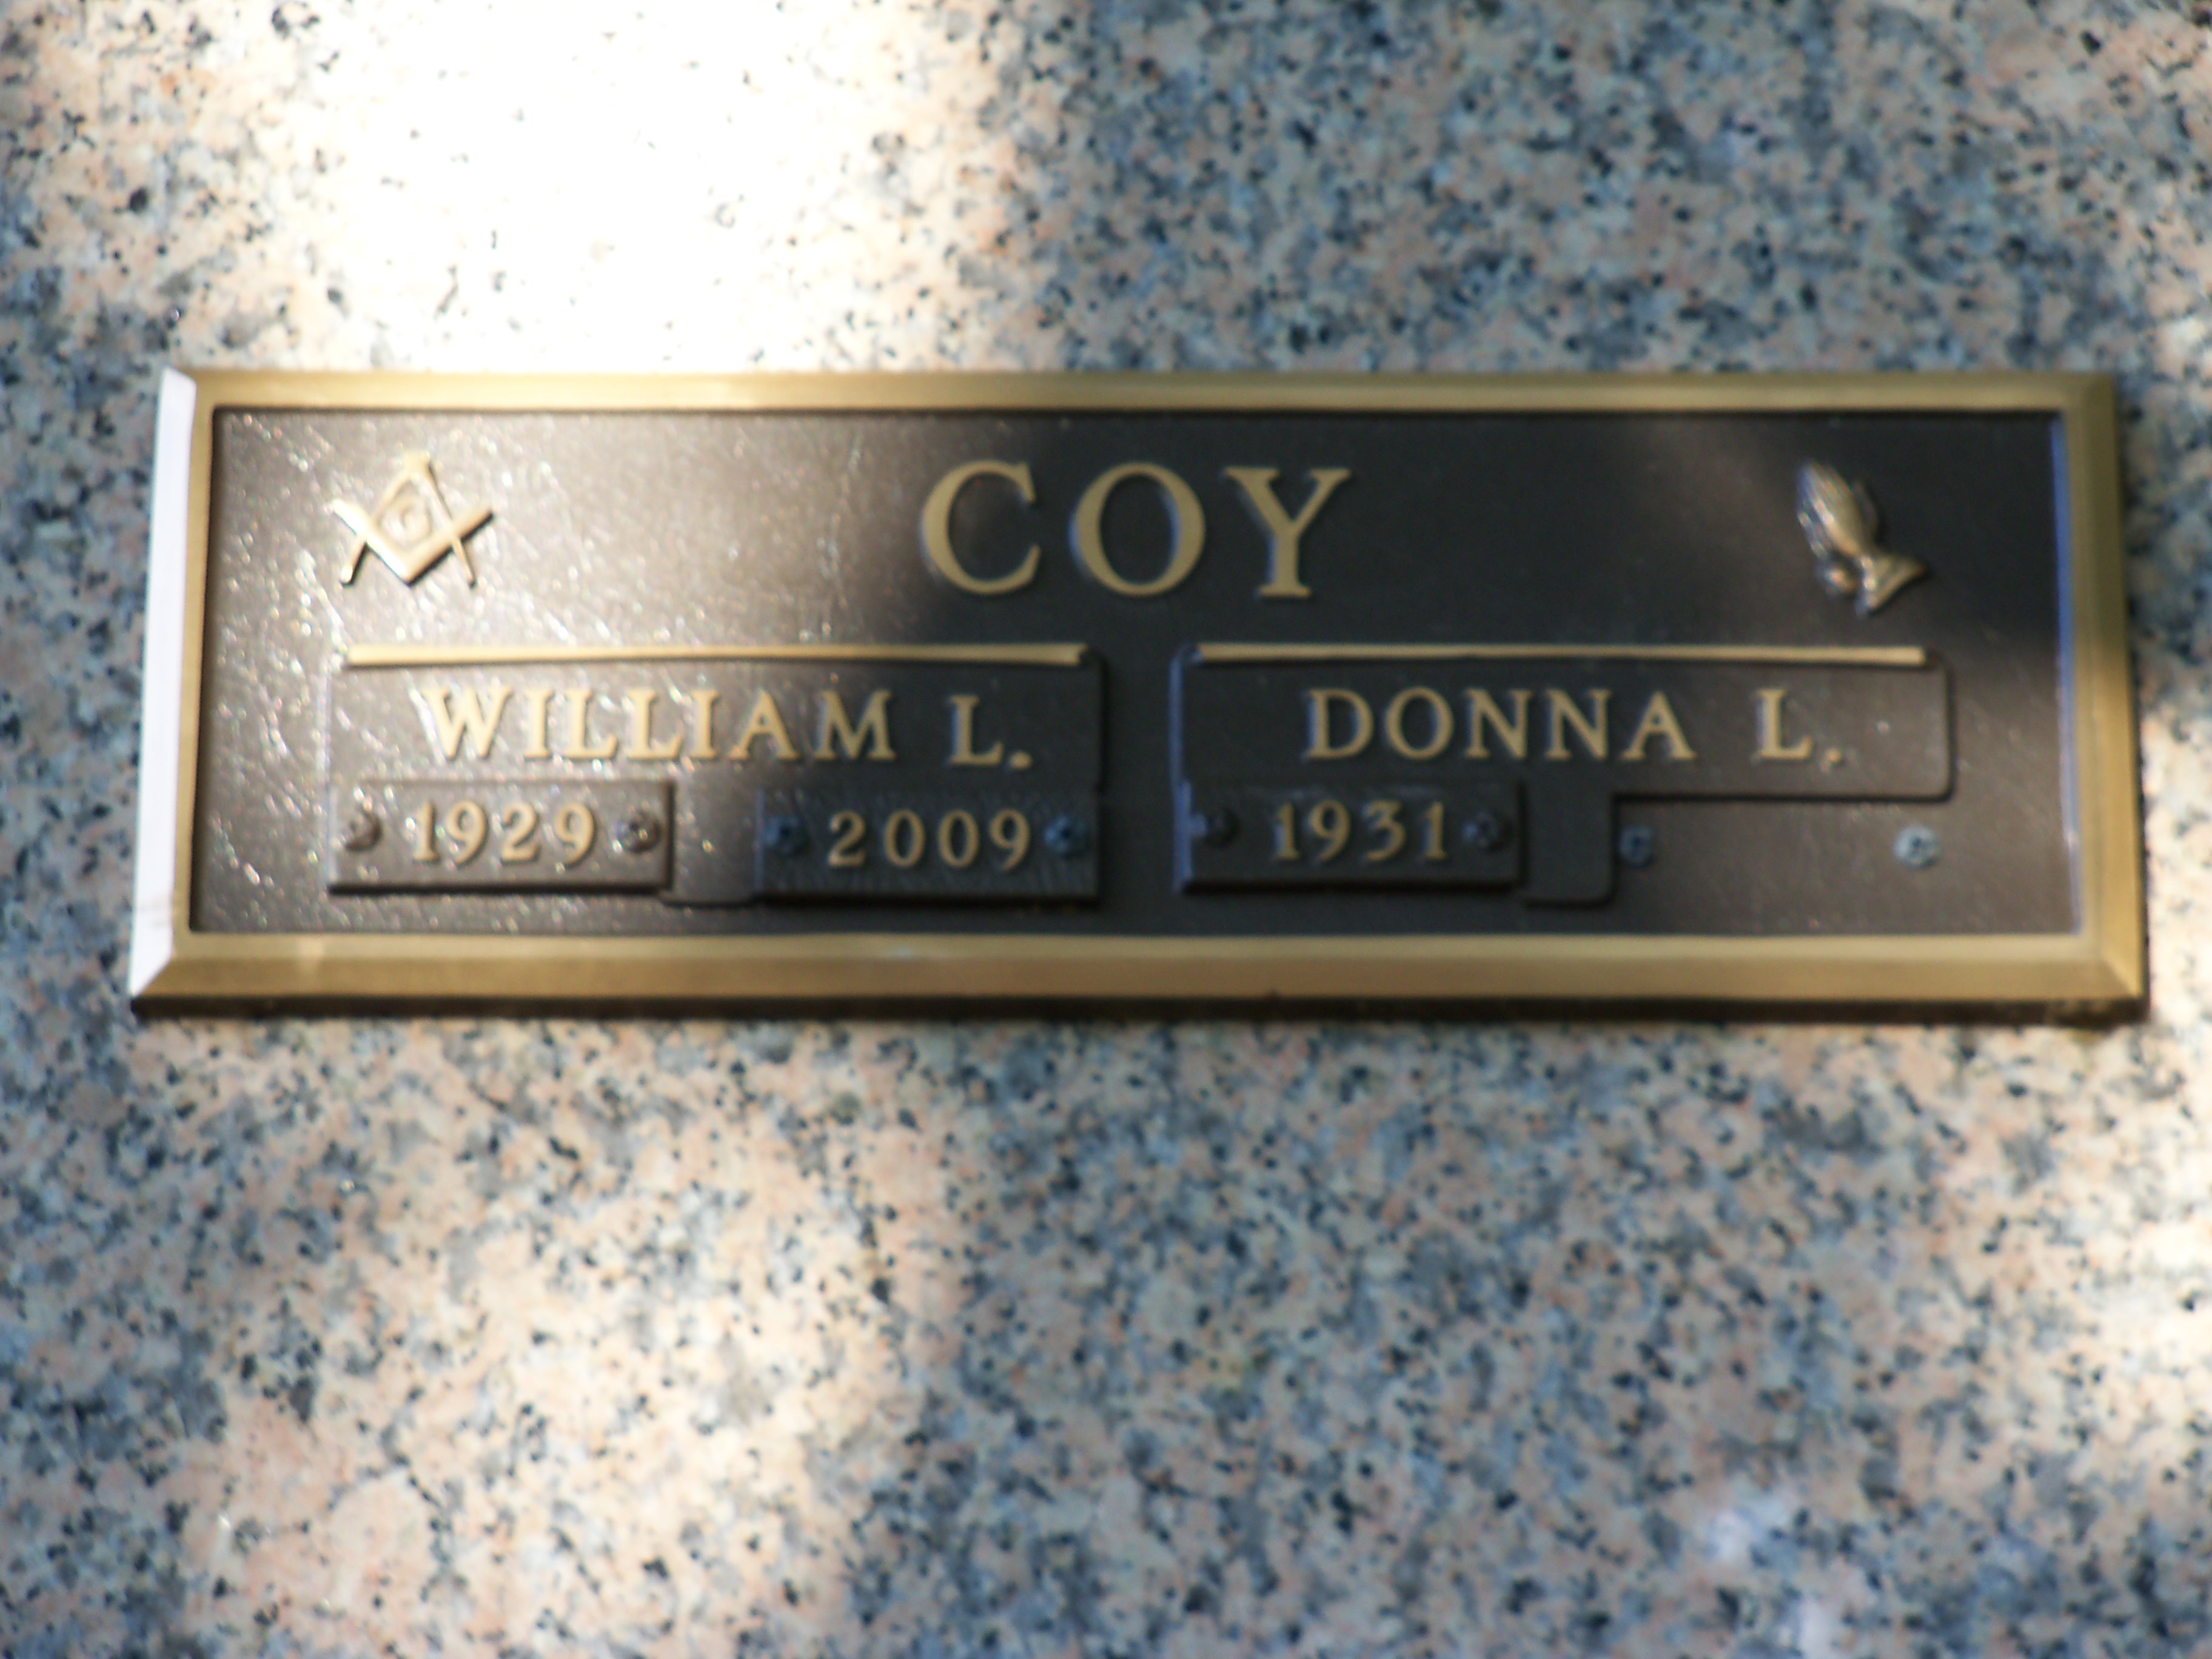 COY
WILLIAM L. DONNA L.
1929 2009 1931